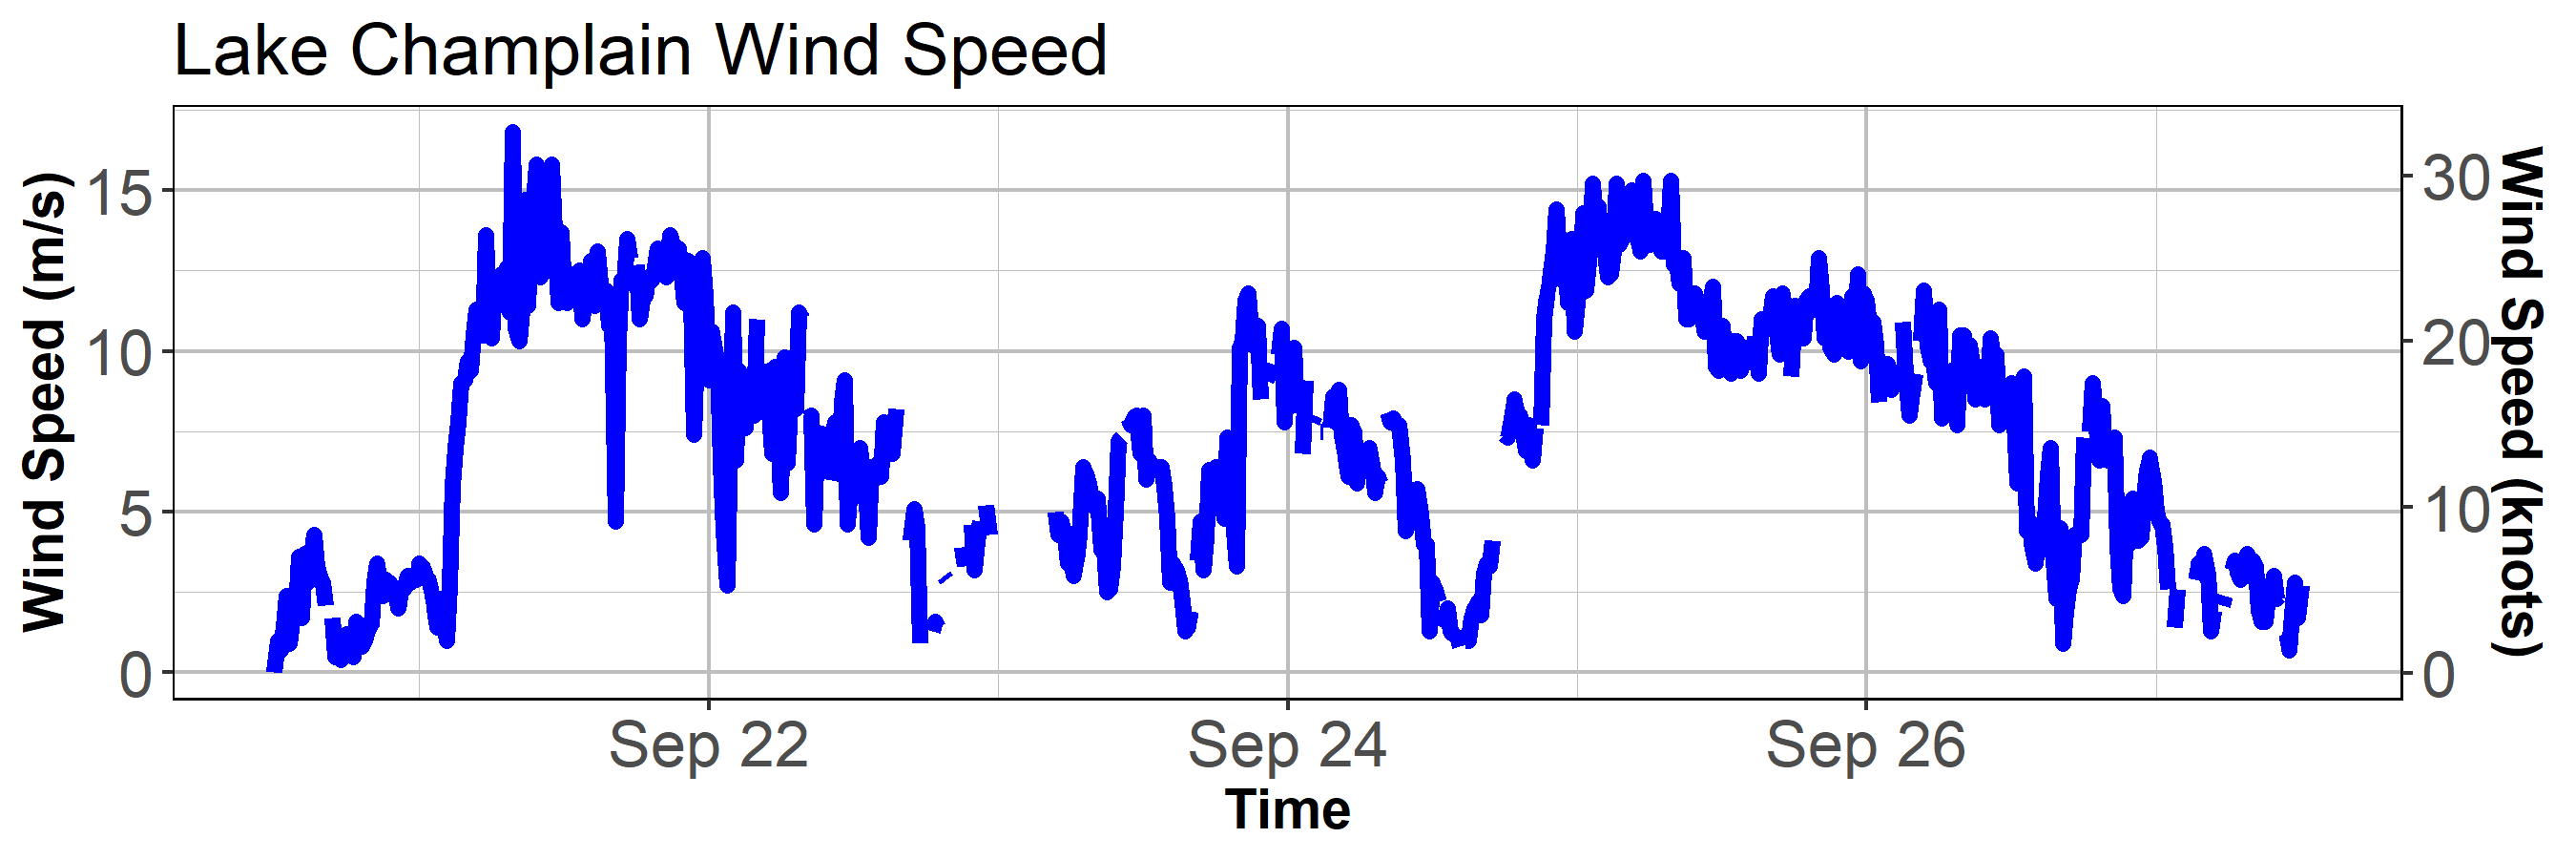 Lake Champlain Wind Speed
Wind Speed (m/s)
15
10
5
0
30
20
10
0
Wind Speed (knots)
Sep 22
Sep 24
Sep 26
Time